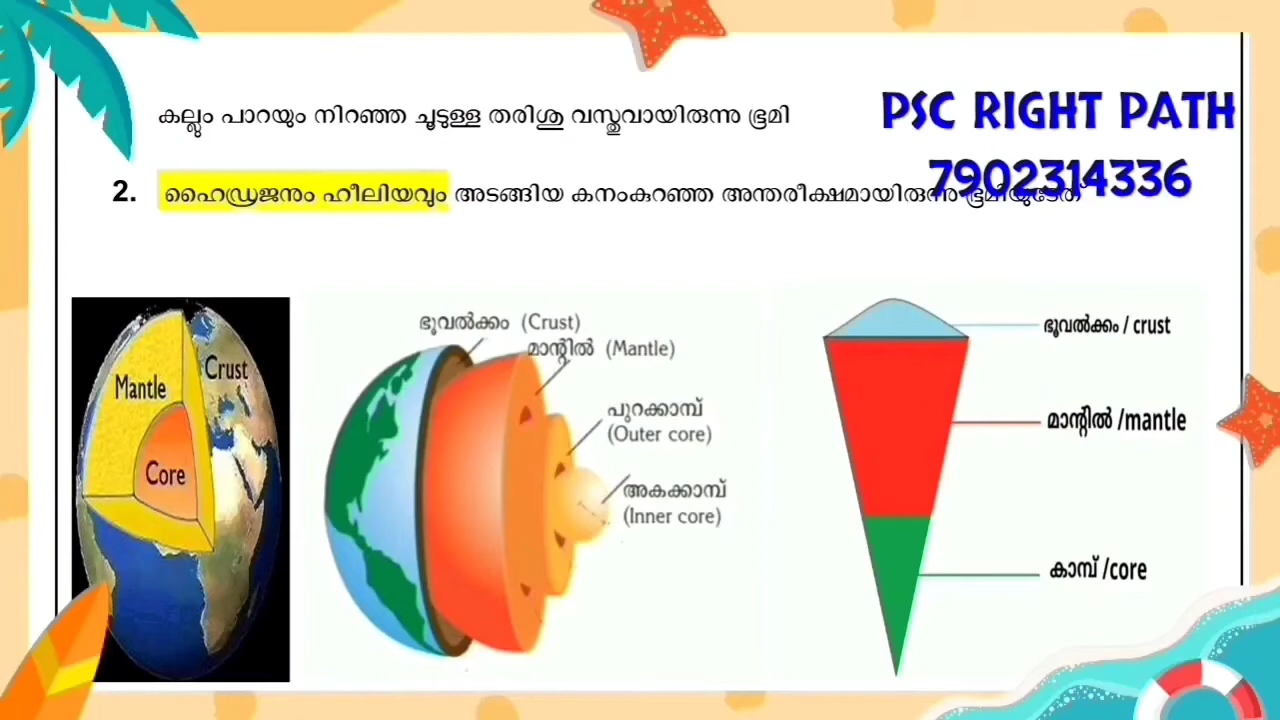 കല്ലും പാറയും നിറഞ്ഞ ചൂടുള്ള തരിശു വസ്തുവായിരുന്നു ഭൂമി
PSC RIGHT PATH
7902314336
2. ഹൈഡ്രജനും ഹീലിയവും അടങ്ങിയ കനംകുറഞ്ഞ അന്തരീക്ഷമായിരുന്നു ഭൂമിയുടേത്
Mantle
Crust
Core
ഭൂവൽക്കം (Crust)
മാന്റിൽ (Mantle)
പുറക്കാമ്പ്
(Outer core)
അകക്കാമ്പ്
(Inner core)
ഭൂവൽക്കം / crust
മാന്റിൽ /mantle
കാമ്പ് /core